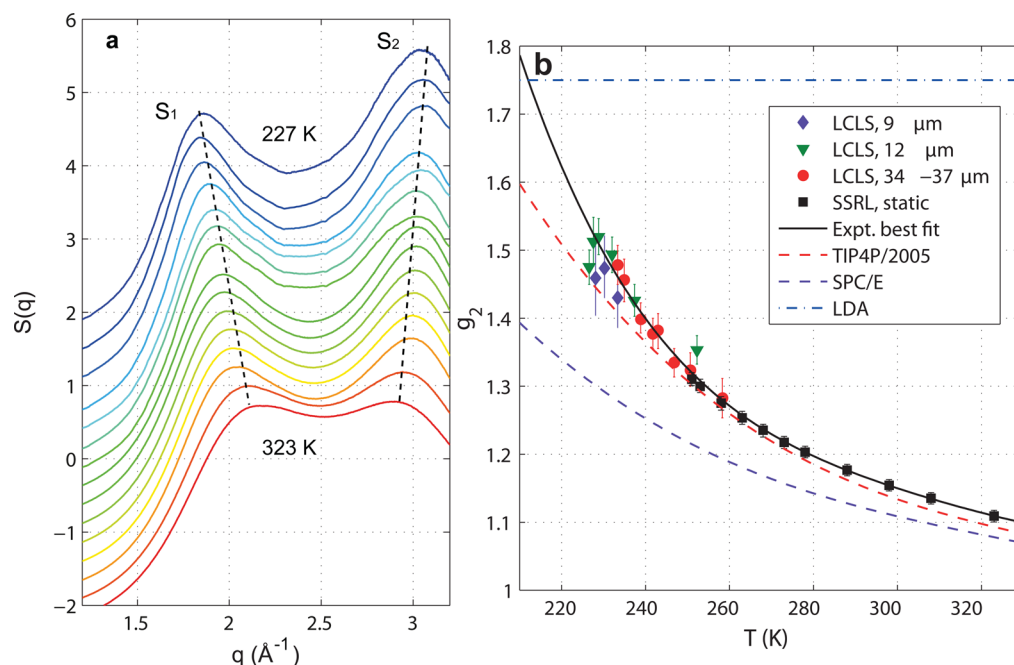 a
S(q)
6
5
4
3
2
1
0
−1
−2
S1
S2
227 K
323 K
1.5
2
2.5
3
q (Å-1)
b
g2
1.8
1.7
1.6
1.5
1.4
1.3
1.2
1.1
1
LCLS, 9 μm
LCLS, 12 μm
LCLS, 34 −37 μm
SSRL, static
Expt. best fit
TIP4P/2005
SPC/E
LDA
220
240
260
280
300
320
T (K)